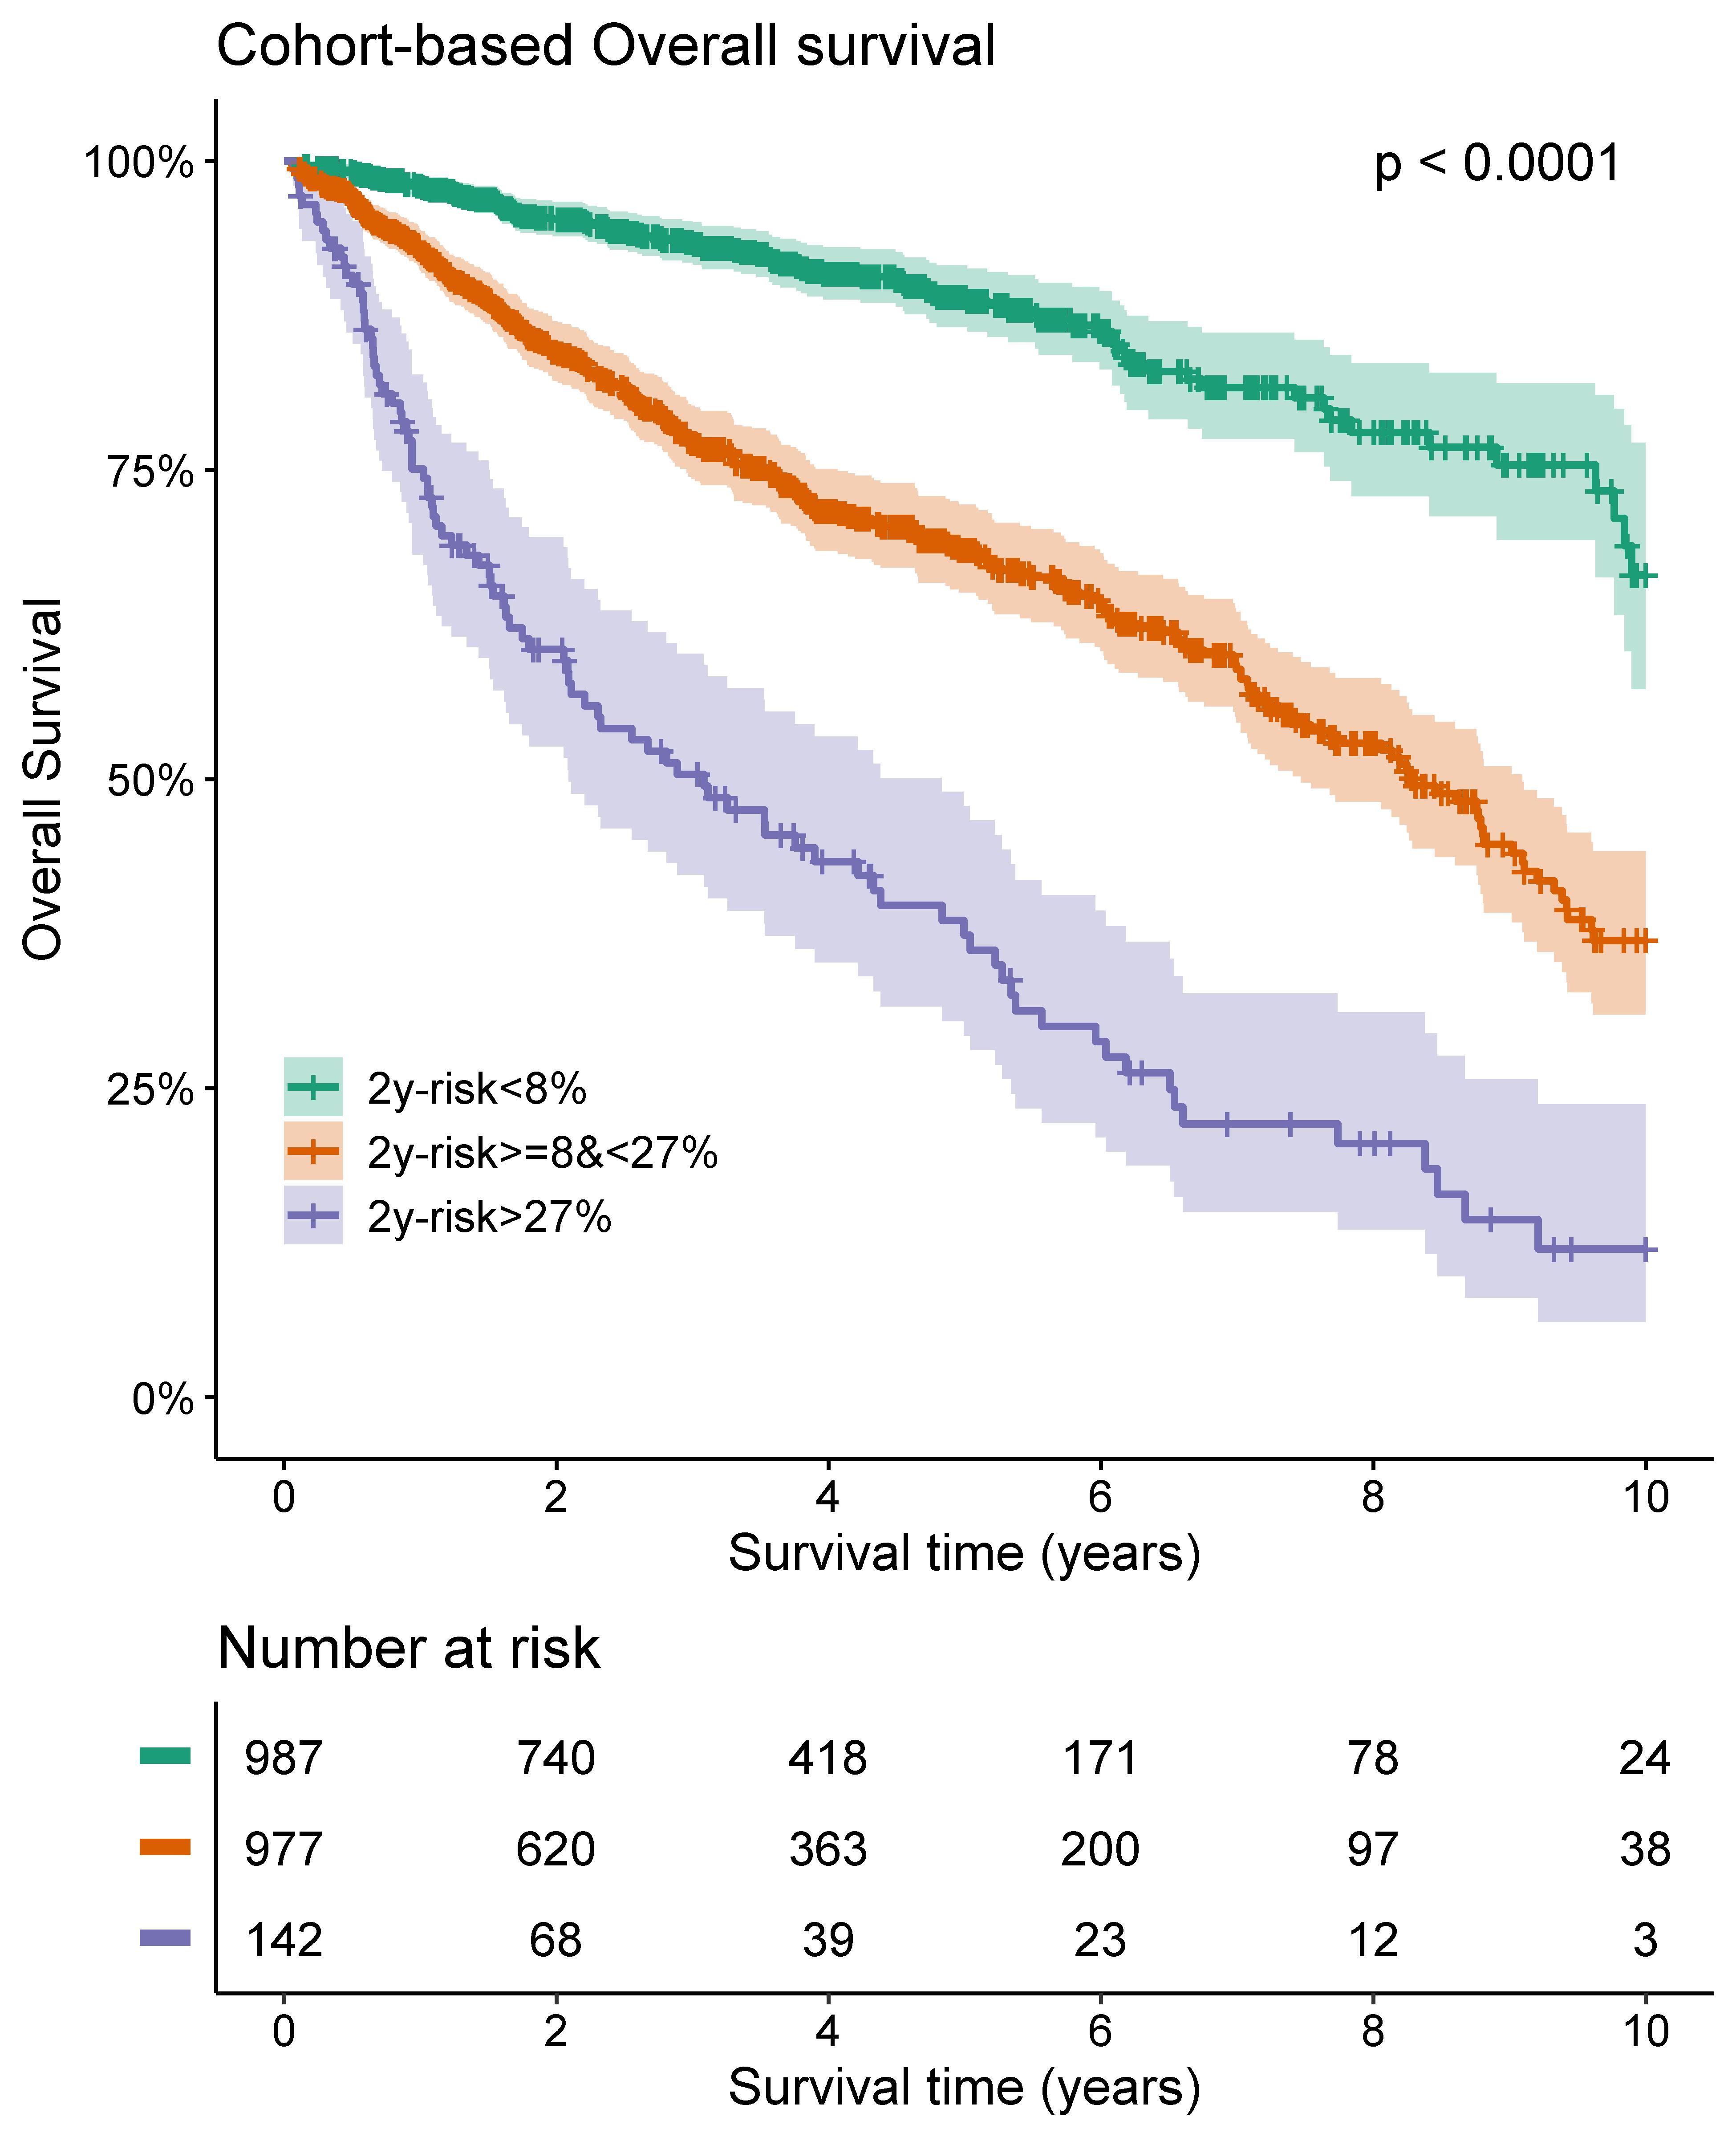 Cohort-based Overall survival
p < 0.0001
100%
75%
50%
25%
0%
Overall Survival
2y-risk<8%
2y-risk>=8&<27%
2y-risk>27%
0 2 4 6 8 10
Survival time (years)
Number at risk
987 740 418 171 78 24
977 620 363 200 97 38
142 68 39 23 12 3
0 2 4 6 8 10
Survival time (years)